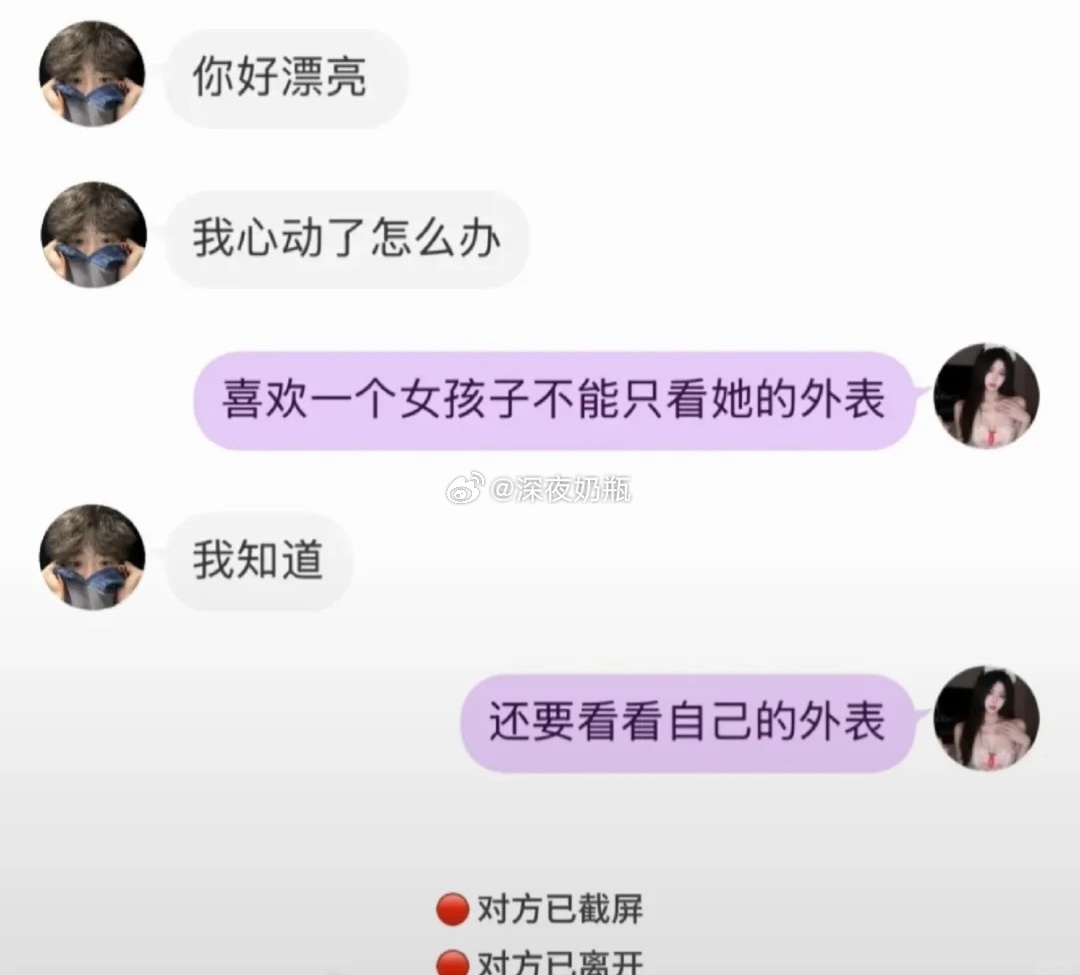 你好漂亮
我心动了怎么办
喜欢一个女孩子不能只看她的外表
@深夜奶瓶
我知道
还要看看自己的外表
对方已截屏
对方已离开